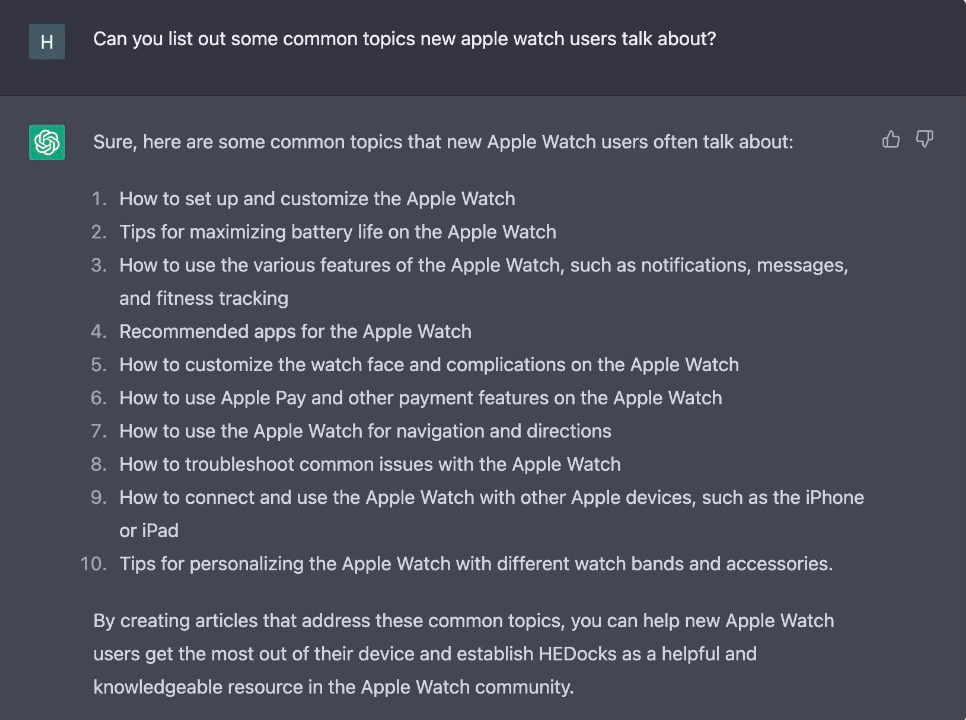 H
Can you list out some common topics new apple watch users talk about?
Sure, here are some common topics that new Apple Watch users often talk about:
1. How to set up and customize the Apple Watch
2. Tips for maximizing battery life on the Apple Watch
3. How to use the various features of the Apple Watch, such as notifications, messages,
and fitness tracking
4. Recommended apps for the Apple Watch
5. How to customize the watch face and complications on the Apple Watch
6. How to use Apple Pay and other payment features on the Apple Watch
7. How to use the Apple Watch for navigation and directions
8. How to troubleshoot common issues with the Apple Watch
9. How to connect and use the Apple Watch with other Apple devices, such as the iPhone
or iPad
10. Tips for personalizing the Apple Watch with different watch bands and accessories.
By creating articles that address these common topics, you can help new Apple Watch
users get the most out of their device and establish HEDocks as a helpful and
knowledgeable resource in the Apple Watch community.